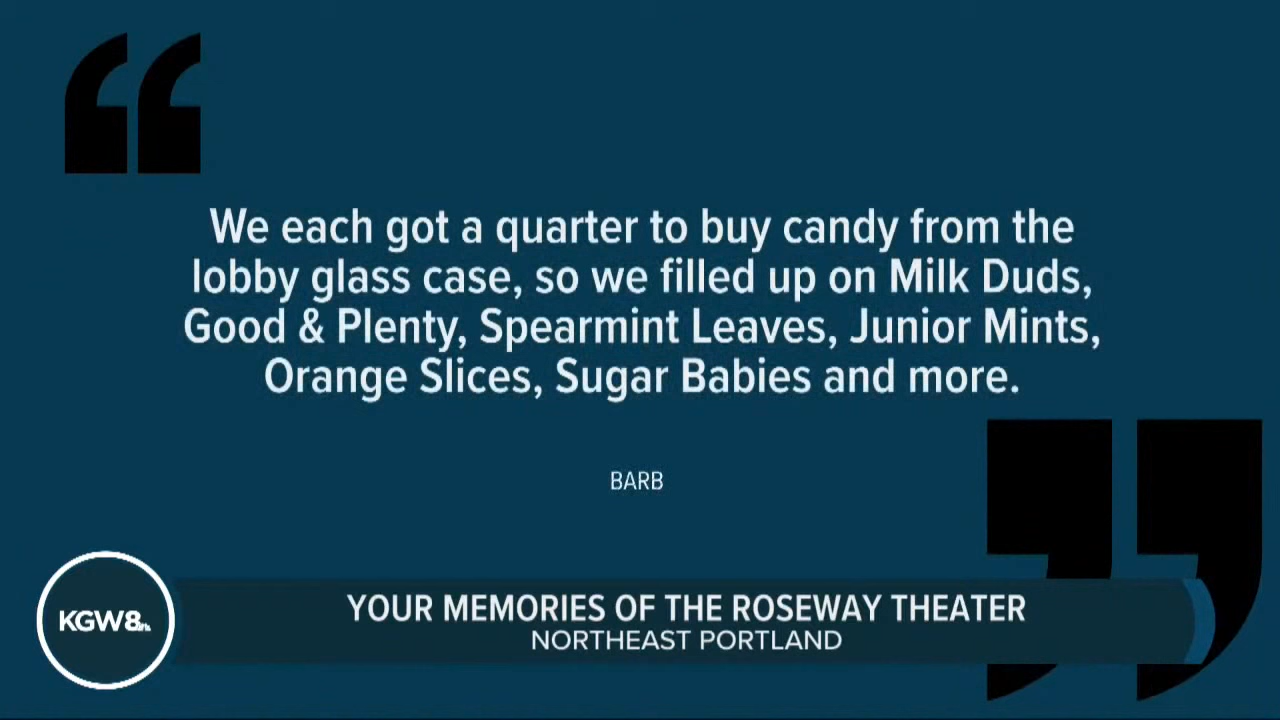 We each got a quarter to buy candy from the
lobby glass case, so we filled up on Milk Duds,
Good & Plenty, Spearmint Leaves, Junior Mints,
Orange Slices, Sugar Babies and more.
BARB
KGW8
YOUR MEMORIES OF THE ROSEWAY THEATER
NORTHEAST PORTLAND